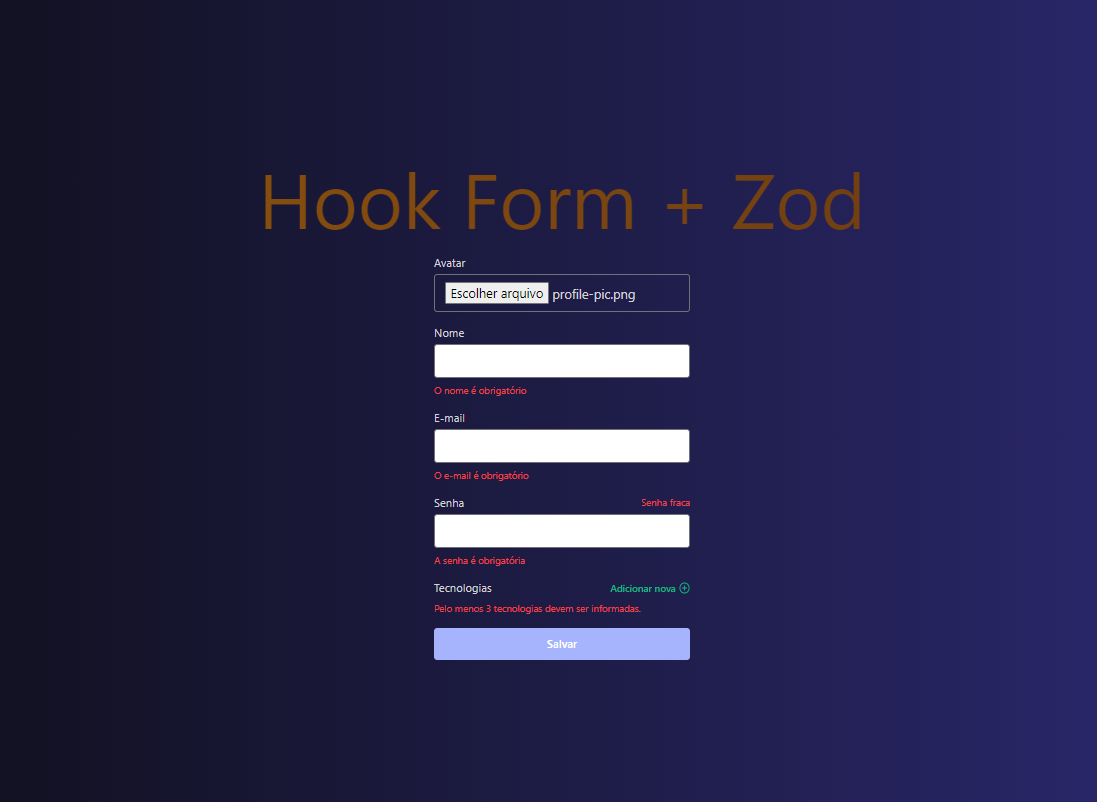 Hook Form + Zod
Avatar
Escolher arquivo profile-pic.png
Nome
O nome é obrigatório
E-mail
O e-mail é obrigatório
Senha Senha fraca
A senha é obrigatória
Tecnologias Adicionar nova
Pelo menos 3 tecnologias devem ser informadas.
Salvar